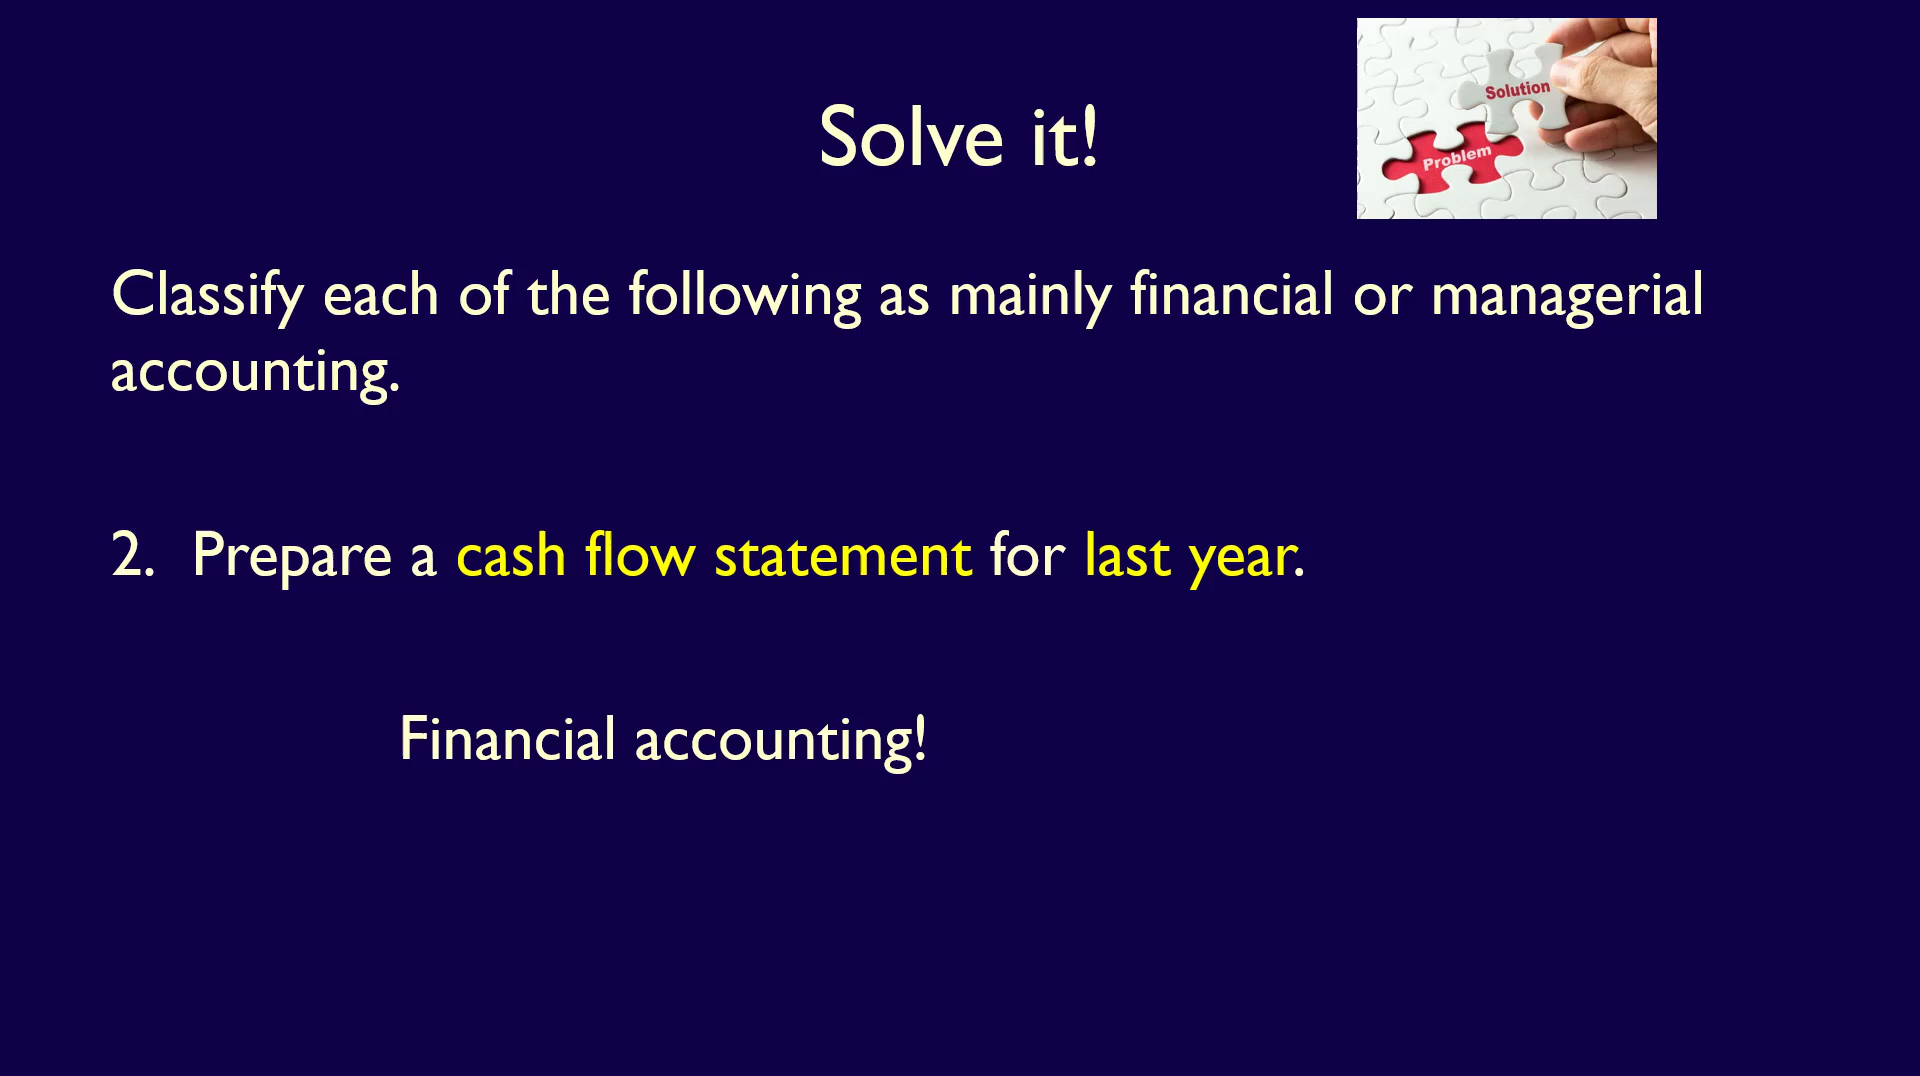 Solve it!
Solution
Problem
Classify each of the following as mainly financial or managerial
accounting.
2. Prepare a cash flow statement for last year.
Financial accounting!